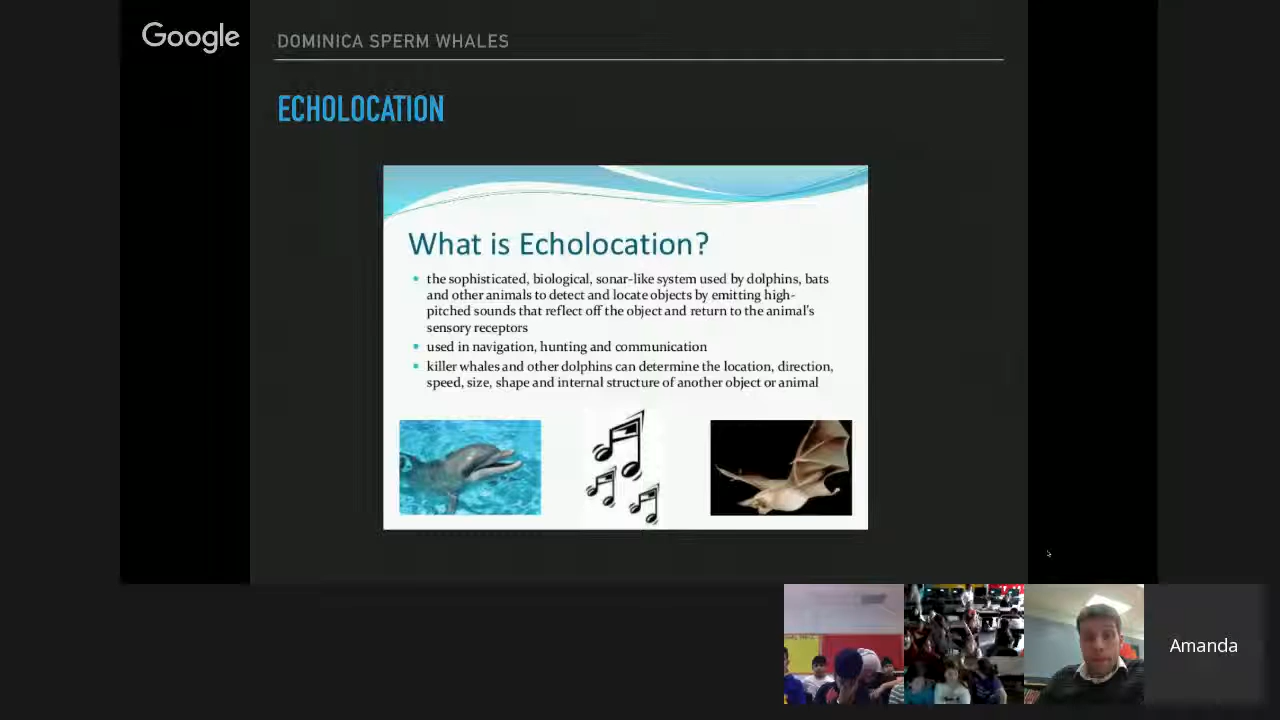 Google
DOMINICA SPERM WHALES
ECHOLOCATION
What is Echolocation?
the sophisticated, biological, sonar-like system used by dolphins, bats
and other animals to detect and locate objects by emitting high-
pitched sounds that reflect off the object and return to the animal's
sensory receptors
used in navigation, hunting and communication
killer whales and other dolphins can determine the location, direction,
speed, size, shape and internal structure of another object or animal
Amanda